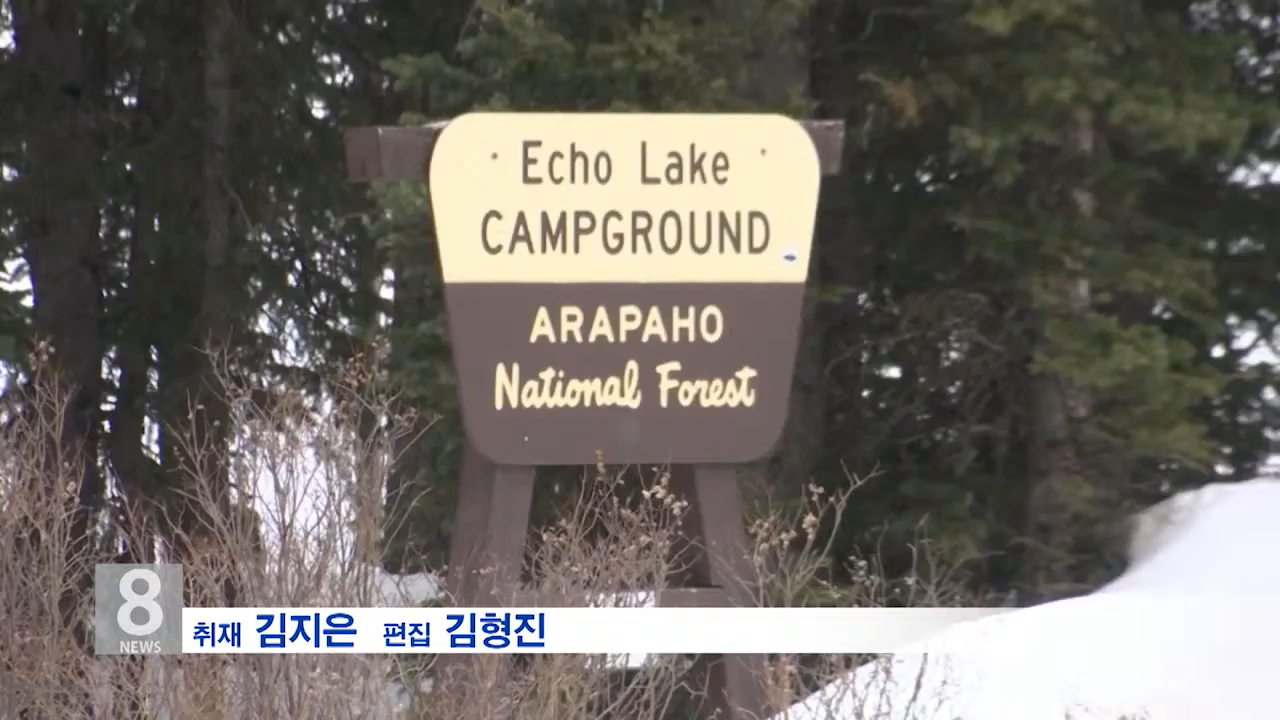 Echo Lake
CAMPGROUND
ARAPAHO
National Forest
8
NEWS
취재 김지은 편집 김형진